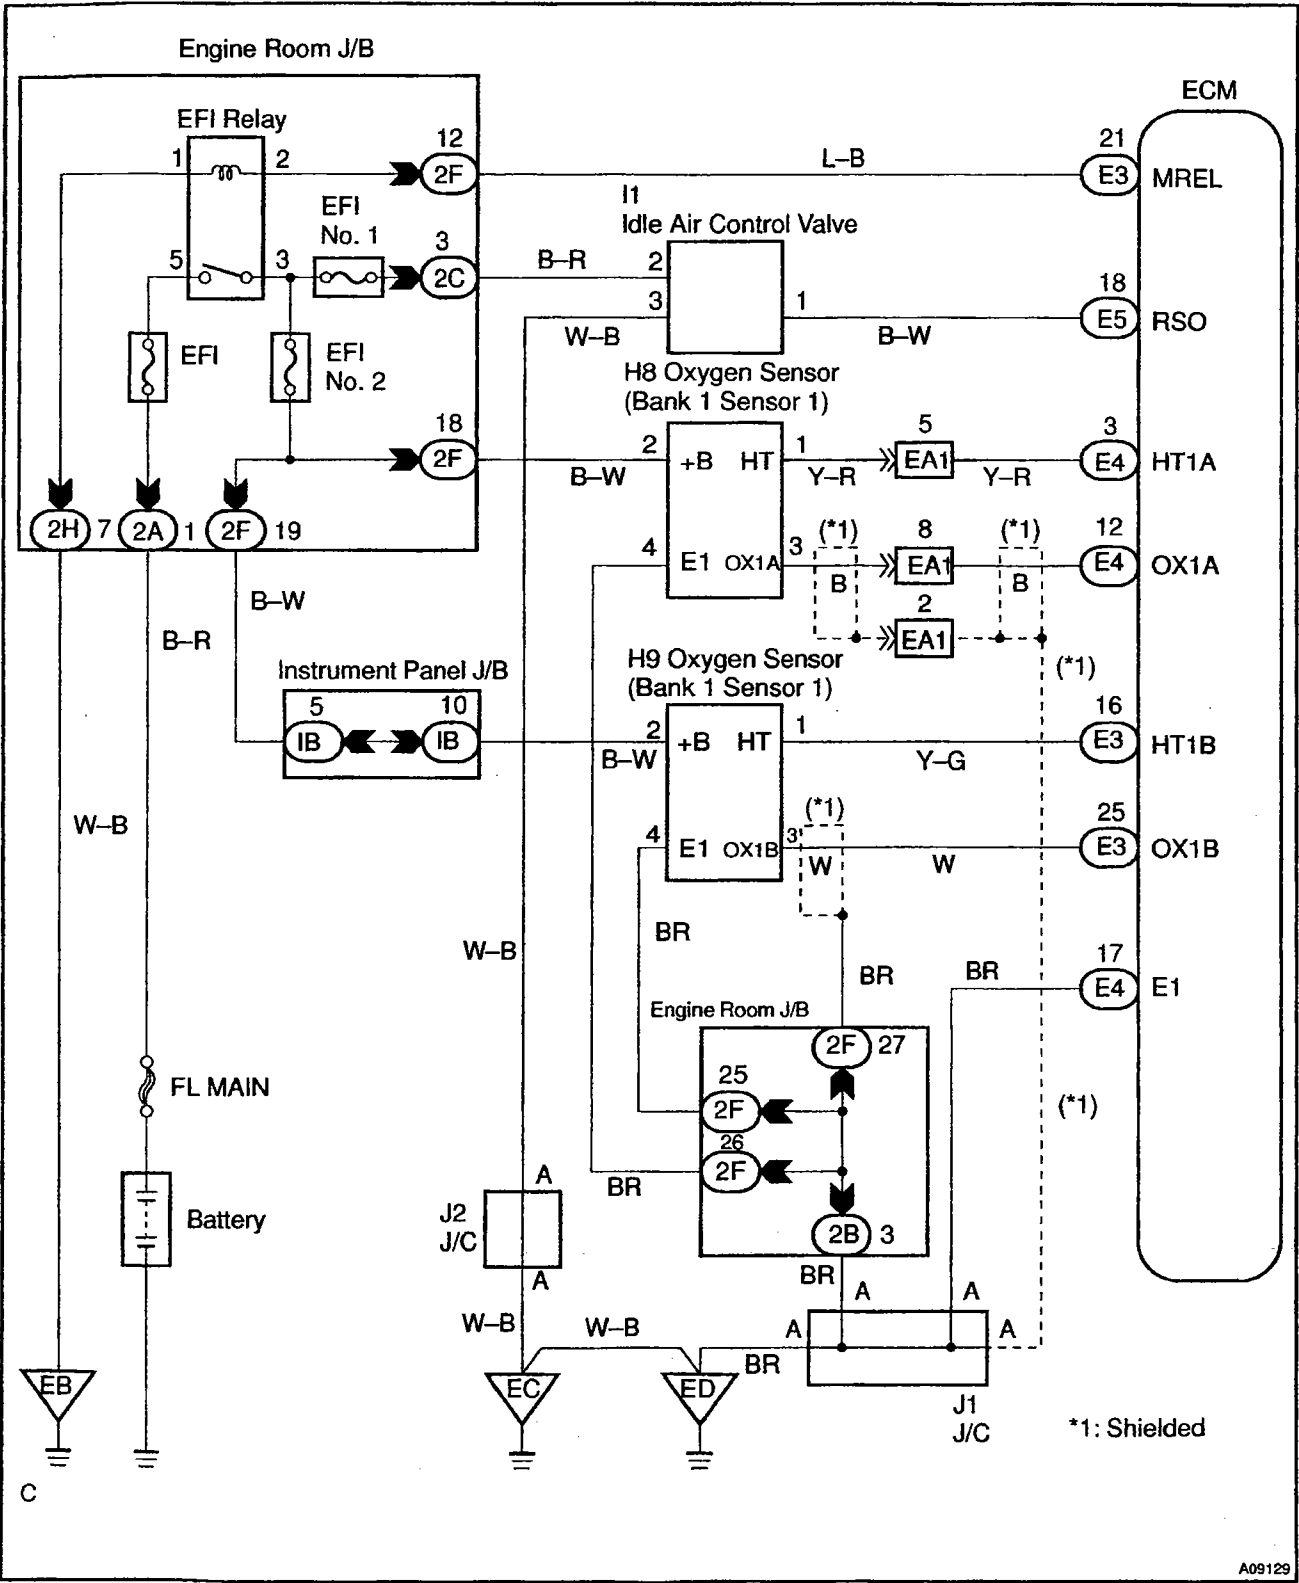 Engine Room J/B
ECM
EFI Relay
1
2
12
2F
L–B
21
E3
MREL
I1
Idle Air Control Valve
EFI
No. 1
5
3
3
2C
B–R
2
3
W–B
1
B–W
18
E5
RSO
EFI
EFI
No. 2
H8 Oxygen Sensor
(Bank 1 Sensor 1)
18
2F
B–W
2
+B
HT
1
Y–R
5
EA1
Y–R
3
E4
HT1A
2H
7
2A
1
2F
19
4
E1
OX1A
3
(*1)
B
8
EA1
(*1)
B
12
E4
OX1A
2
EA1
(*1)
B–W
B–R
Instrument Panel J/B
5
IB
10
IB
H9 Oxygen Sensor
(Bank 1 Sensor 1)
2
B–W
+B
HT
1
Y–G
16
E3
HT1B
W–B
4
E1
OX1B
3
(*1)
W
W
25
E3
OX1B
BR
W–B
BR
BR
17
E4
E1
Engine Room J/B
2F
27
25
2F
26
2F
BR
2B
3
FL MAIN
(*1)
Battery
A
J2
J/C
A
BR
A
A
W–B
W–B
A
A
BR
EB
EC
ED
J1
J/C
*1: Shielded
C
A09129